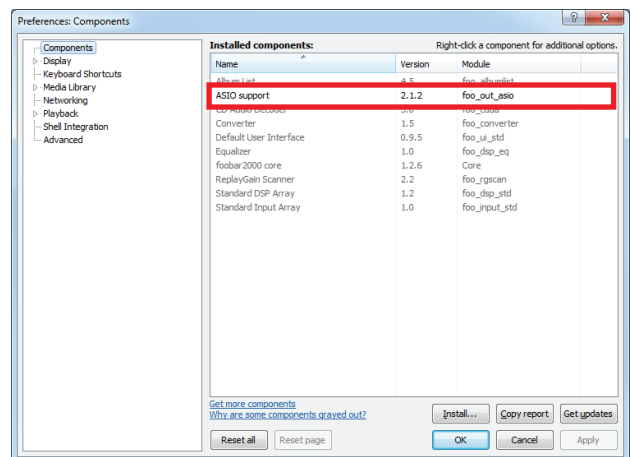 Preferences: Components
Components
Display
Keyboard Shortcuts
Media Library
Networking
Playback
Shell Integration
Advanced
Installed components: Right-click a component for additional options.
Name Version Module
Album List 4.5 foo_albumlist
ASIO support 2.1.2 foo_out_asio
CD Audio Decoder 3.0 foo_cdda
Converter 1.5 foo_converter
Default User Interface 0.9.5 foo_ui_std
Equalizer 1.0 foo_dsp_eq
foobar2000 core 1.2.6 Core
ReplayGain Scanner 2.2 foo_rgscan
Standard DSP Array 1.2 foo_dsp_std
Standard Input Array 1.0 foo_input_std
Get more components
Why are some components grayed out?
Install... Copy report Get updates
Reset all Reset page OK Cancel Apply